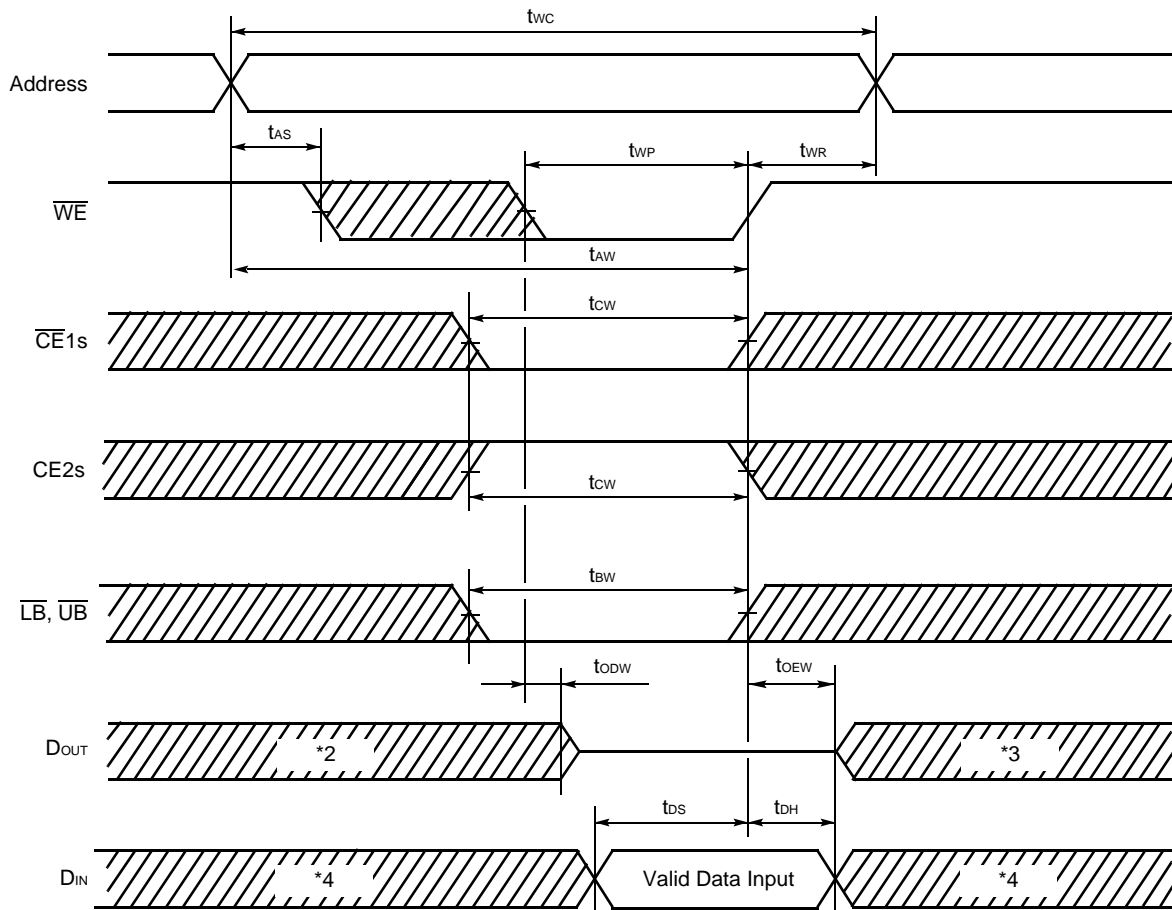 tWC
Address
tAS
tWP
tWR
WE
tAW
tCW
CE1s
CE2s
tCW
tBW
LB, UB
tODW
tOEW
DOUT
*2
*3
tDS
tDH
DIN
*4
Valid Data Input
*4